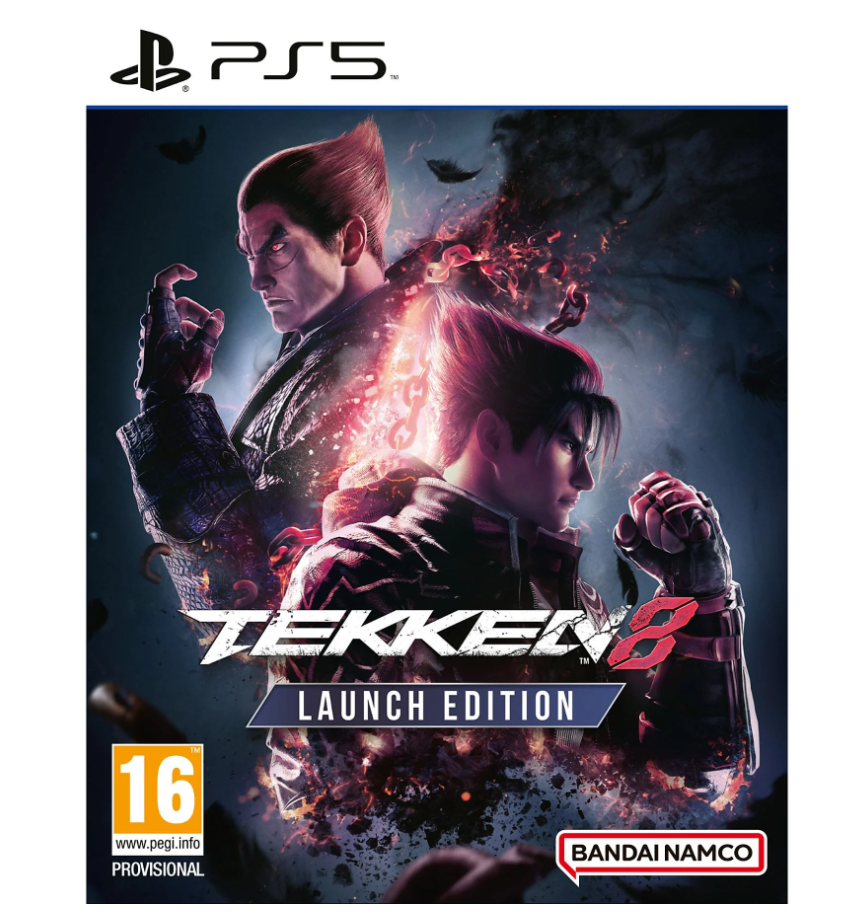 PS5
TEKKEN 8
LAUNCH EDITION
16
www.pegi.info
PROVISIONAL
BANDAI NAMCO